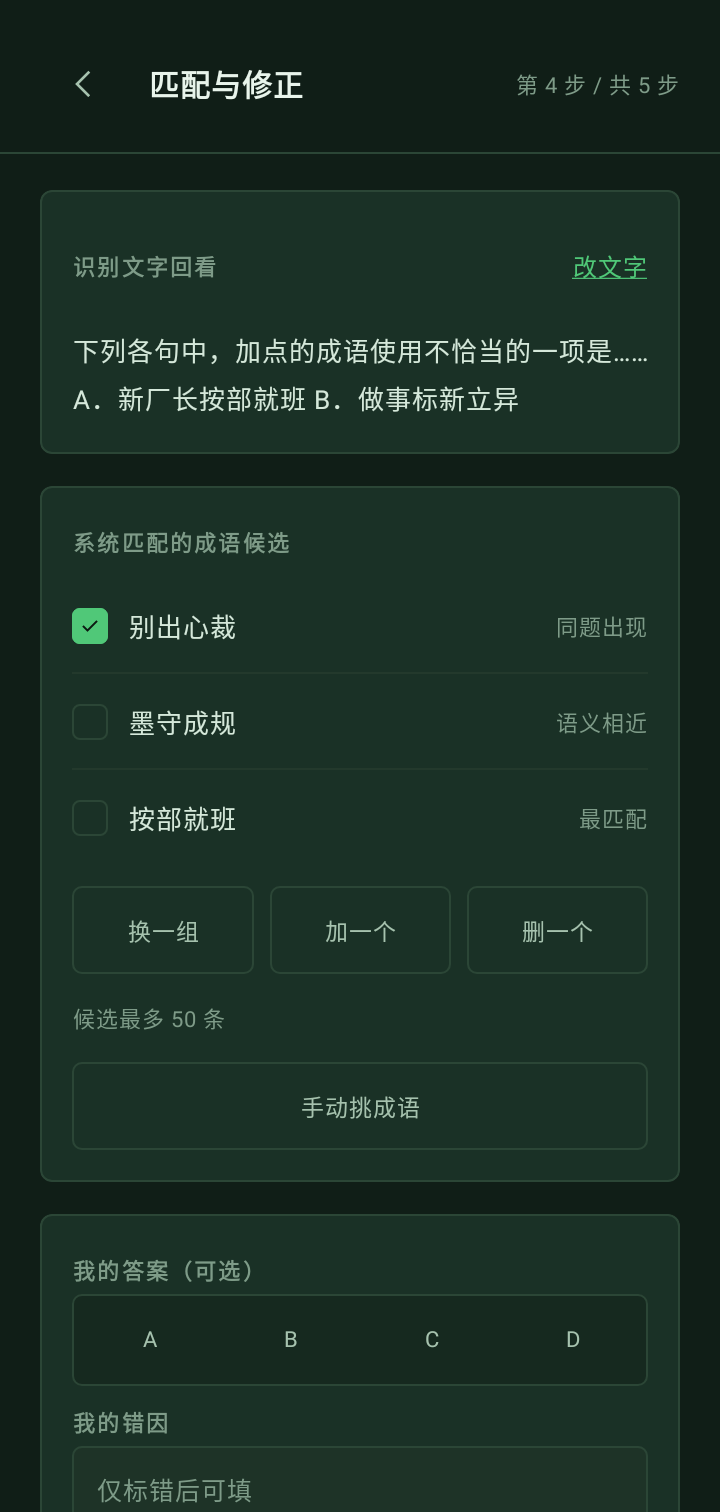 匹配与修正
第 4 步 / 共 5 步
识别文字回看
改文字
下列各句中，加点的成语使用不恰当的一项是……
A．新厂长按部就班 B．做事标新立异
系统匹配的成语候选
别出心裁
同题出现
墨守成规
语义相近
按部就班
最匹配
换一组
加一个
删一个
候选最多 50 条
手动挑成语
我的答案（可选）
A
B
C
D
我的错因
仅标错后可填